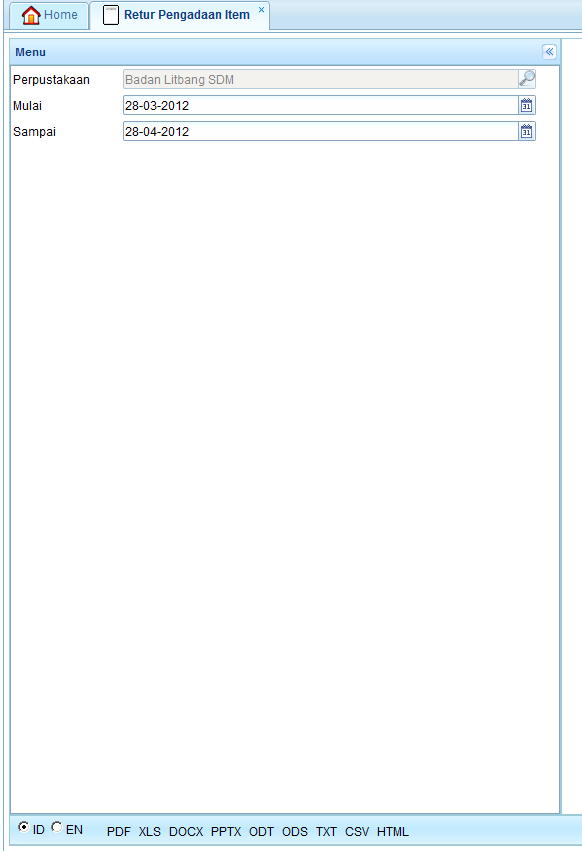 Home Retur Pengadaan Item
Menu
Perpustakaan Badan Litbang SDM
Mulai 28-03-2012
Sampai 28-04-2012
ID EN PDF XLS DOCX PPTX ODT ODS TXT CSV HTML